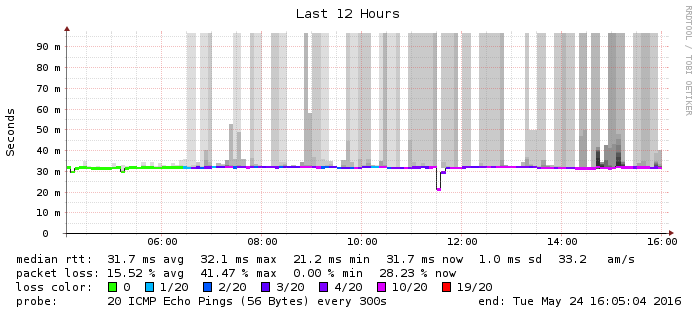 Last 12 Hours
RRDTOOL / TOBI OETIKER
Seconds
90 m
80 m
70 m
60 m
50 m
40 m
30 m
20 m
10 m
0
06:00 08:00 10:00 12:00 14:00 16:00
median rtt: 31.7 ms avg 32.1 ms max 21.2 ms min 31.7 ms now 1.0 ms sd 33.2 am/s
packet loss: 15.52 % avg 41.47 % max 0.00 % min 28.23 % now
loss color: 0 1/20 2/20 3/20 4/20 10/20 19/20
probe: 20 ICMP Echo Pings (56 Bytes) every 300s end: Tue May 24 16:05:04 2016